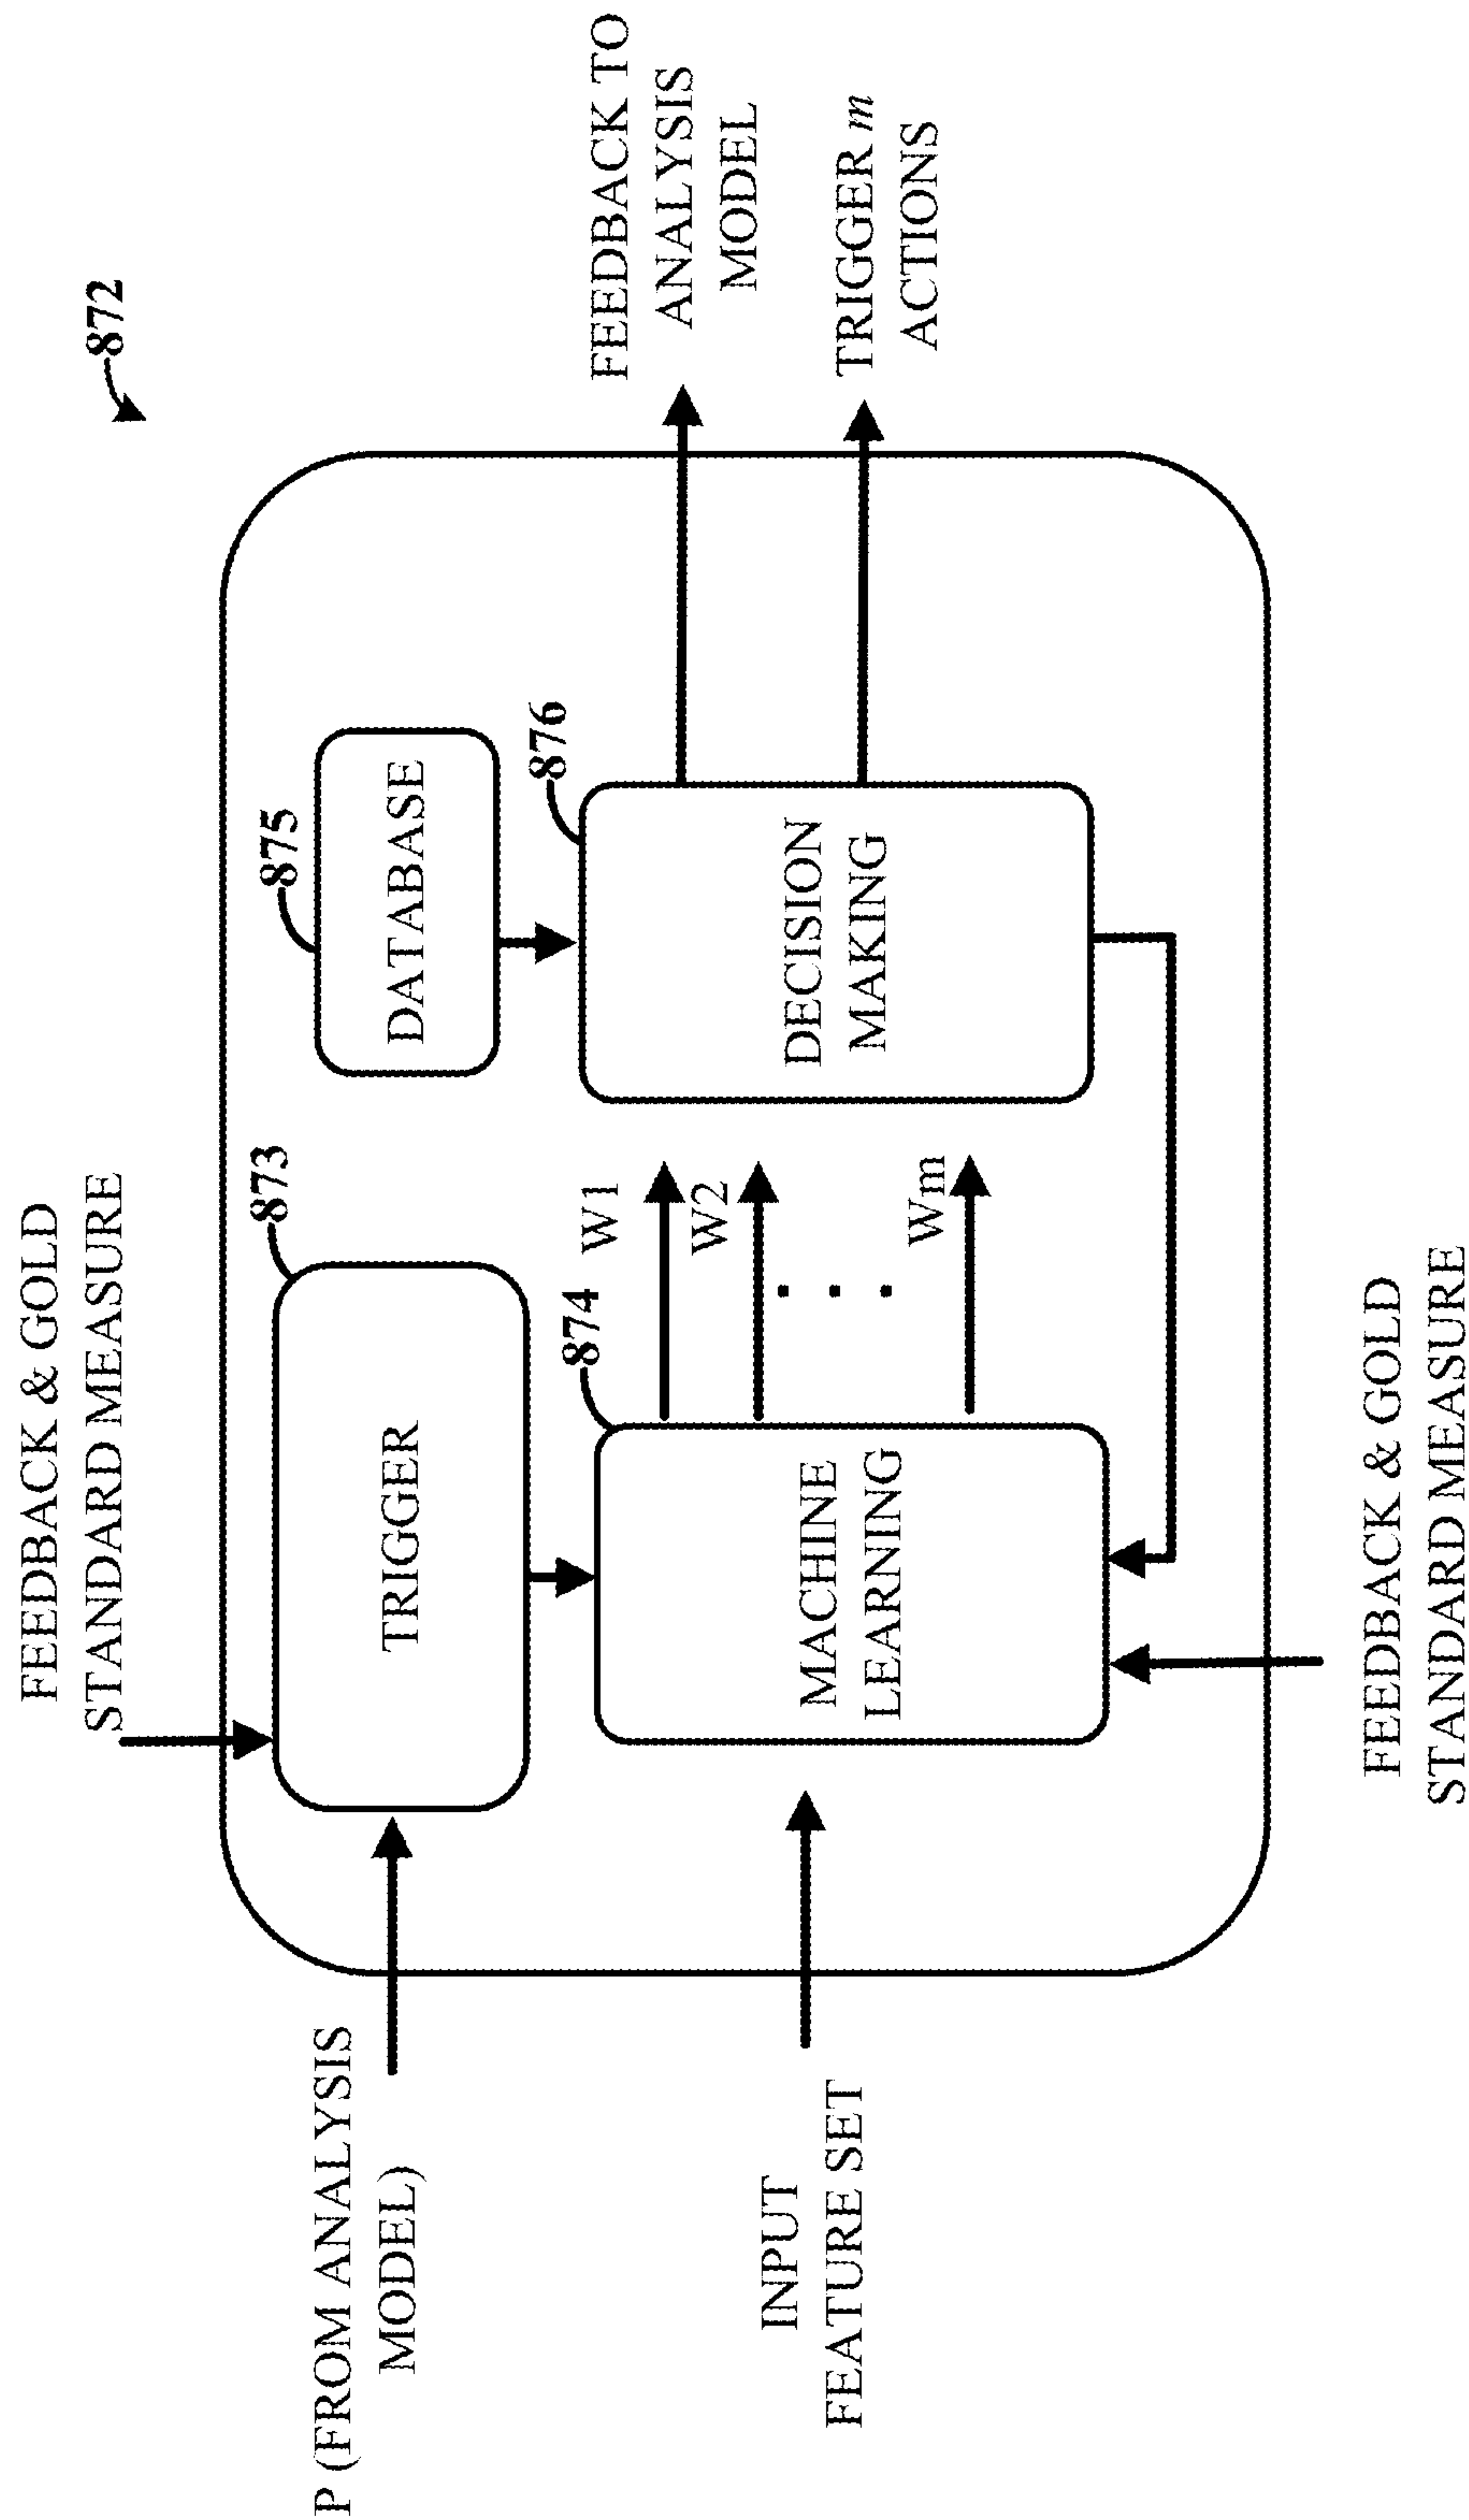 872
FEEDBACK & GOLD
STANDARD MEASURE
P (FROM ANALYSIS
MODEL)
873
TRIGGER
875
DATABASE
INPUT
FEATURE SET
874
MACHINE
LEARNING
W1
W2
Wm
876
DECISION
MAKING
FEEDBACK TO
ANALYSIS
MODEL
TRIGGER m
ACTIONS
FEEDBACK & GOLD
STANDARD MEASURE